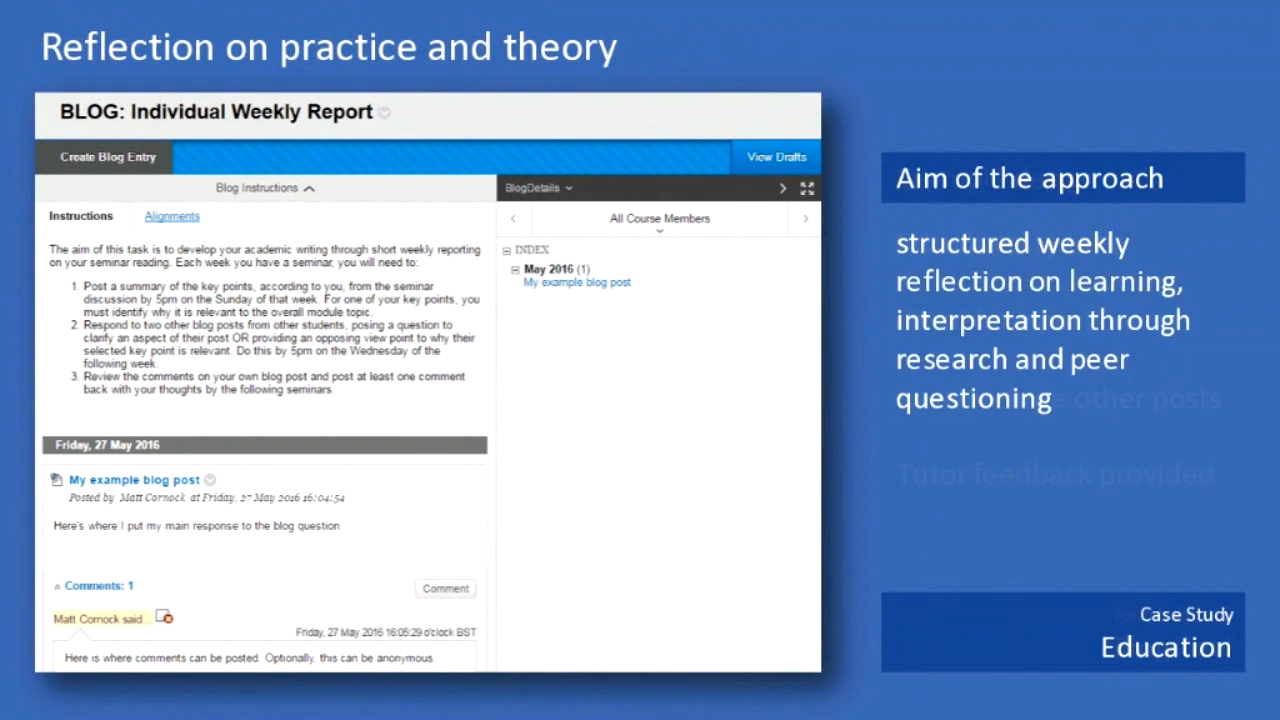 Reflection on practice and theory
BLOG: Individual Weekly Report
Create Blog Entry
View Drafts
Blog Instructions
Instructions
Alignments
The aim of this task is to develop your academic writing through short weekly reporting
on your seminar reading. Each week you have a seminar, you will need to:
1. Post a summary of the key points, according to you, from the seminar
discussion by 5pm on the Sunday of that week. For one of your key points, you
must identify why it is relevant to the overall module topic.
2. Respond to two other blog posts from other students, posing a question to
clarify an aspect of their post OR providing an opposing view point to why their
selected key point is relevant. Do this by 5pm on the Wednesday of the
following week.
3. Review the comments on your own blog post and post at least one comment
back with your thoughts by the following seminars.
Friday, 27 May 2016
My example blog post
Posted by Matt Cornock at Friday, 27 May 2016 16:04:54
Here's where I put my main response to the blog question
Comments: 1
Comment
Matt Cornock said...
Friday, 27 May 2016 16:05:29 o'clock BST
Here is where comments can be posted. Optionally, this can be anonymous.
BlogDetails
All Course Members
INDEX
May 2016 (1)
My example blog post
Aim of the approach
structured weekly
reflection on learning,
interpretation through
research and peer
questioning
other posts
Tutor feedback provided
Case Study
Education